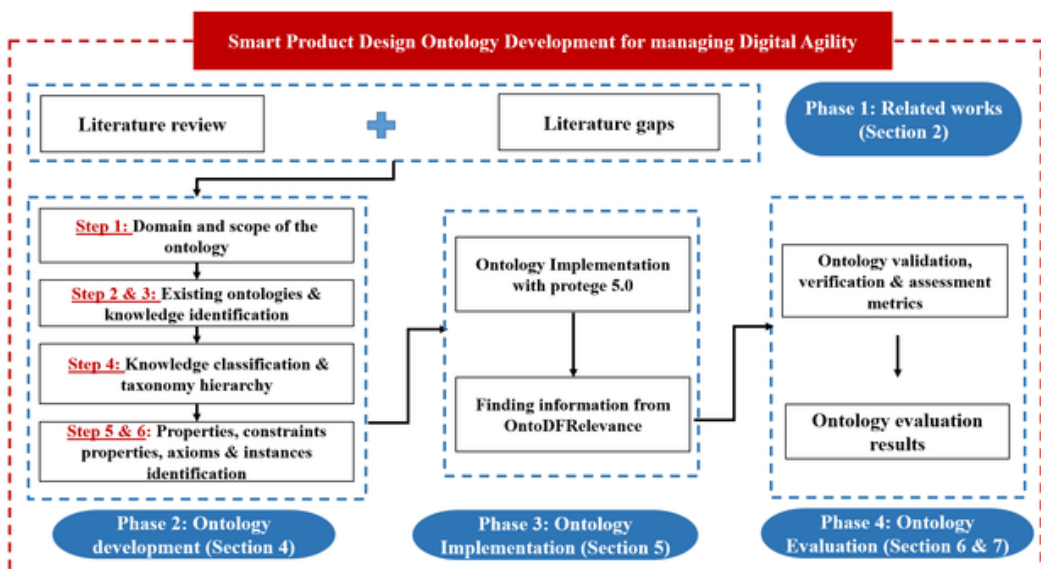 Smart Product Design Ontology Development for managing Digital Agility
Literature review
Literature gaps
Phase 1: Related works
(Section 2)
Step 1: Domain and scope of the
ontology
Step 2 & 3: Existing ontologies &
knowledge identification
Step 4: Knowledge classification &
taxonomy hierarchy
Step 5 & 6: Properties, constraints
properties, axioms & instances
identification
Phase 2: Ontology
development (Section 4)
Ontology Implementation
with protege 5.0
Finding information from
OntoDFRelevance
Phase 3: Ontology
Implementation (Section 5)
Ontology validation,
verification & assessment
metrics
Ontology evaluation
results
Phase 4: Ontology
Evaluation (Section 6 & 7)